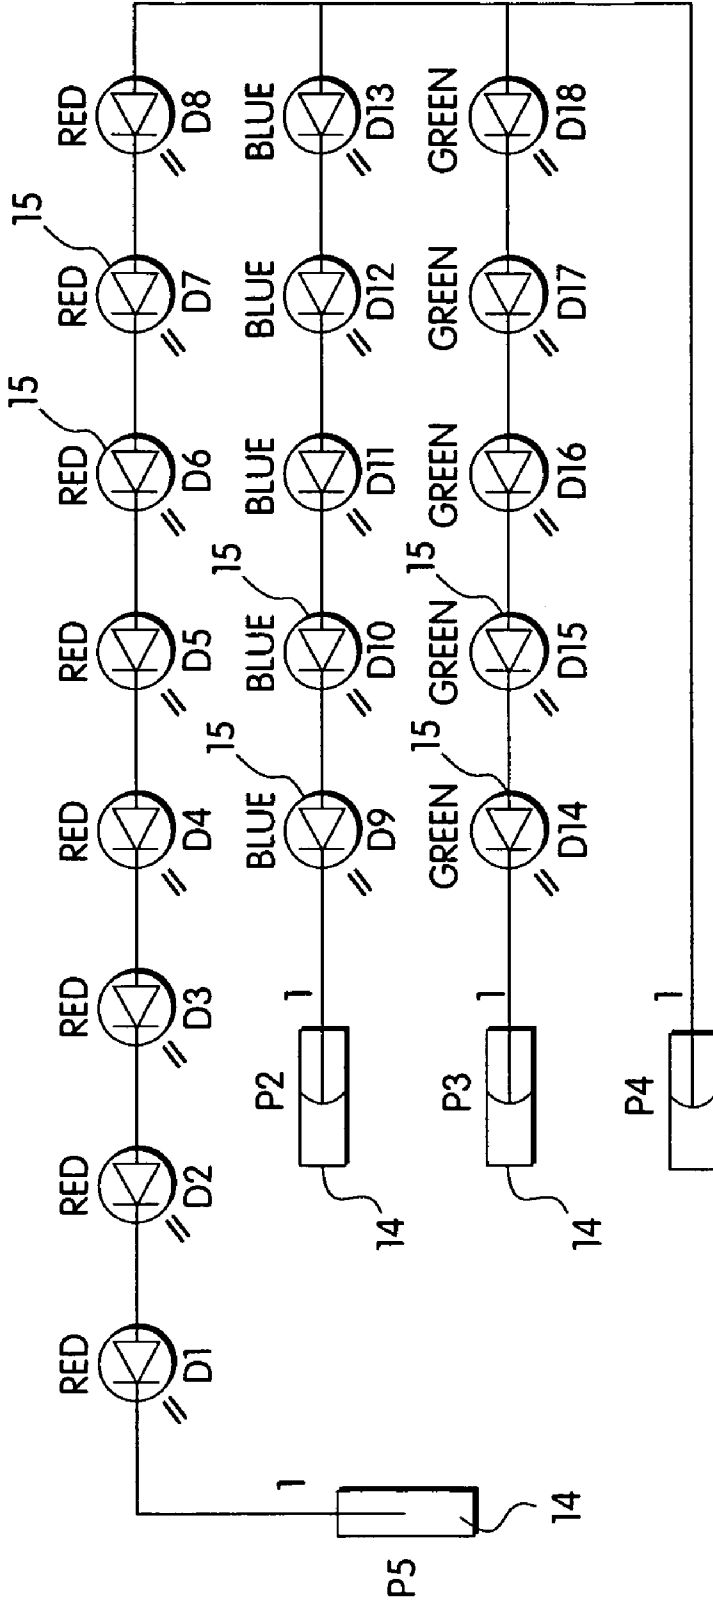 RED RED RED RED RED RED RED RED
15 15
D1 D2 D3 D4 D5 D6 D7 D8
BLUE BLUE BLUE BLUE BLUE
15 15
D9 D10 D11 D12 D13
P2 1
14
GREEN GREEN GREEN GREEN GREEN
15 15
D14 D15 D16 D17 D18
P3 1
14
P4 1
1
P5
14